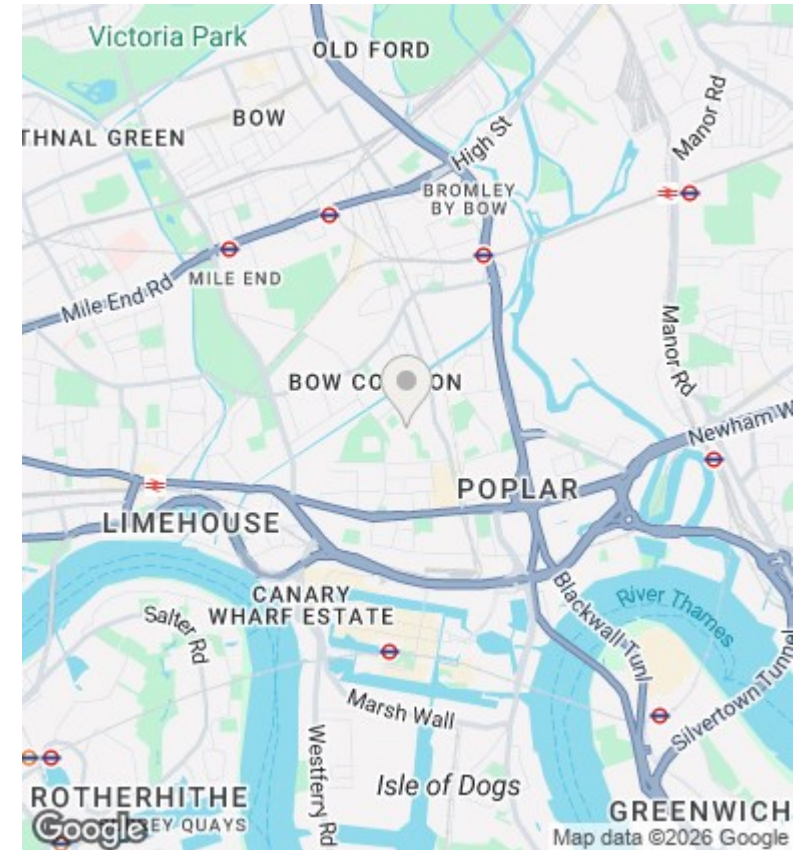 Victoria Park
OLD FORD
BOW
THNAL GREEN
High St
Manor Rd
BROMLEY
BY BOW
MILE END
Mile End Rd
Manor Rd
BOW CO ON
Newham W
POPLAR
LIMEHOUSE
CANARY
WHARF ESTATE
Blackwall Tunl
River Thames
Salter Rd
Silvertown Tunnel
Marsh Wall
Westferry Rd
Isle of Dogs
ROTHERHITHE
GREENWICH
REY QUAYS
Google
Map data ©2026 Google